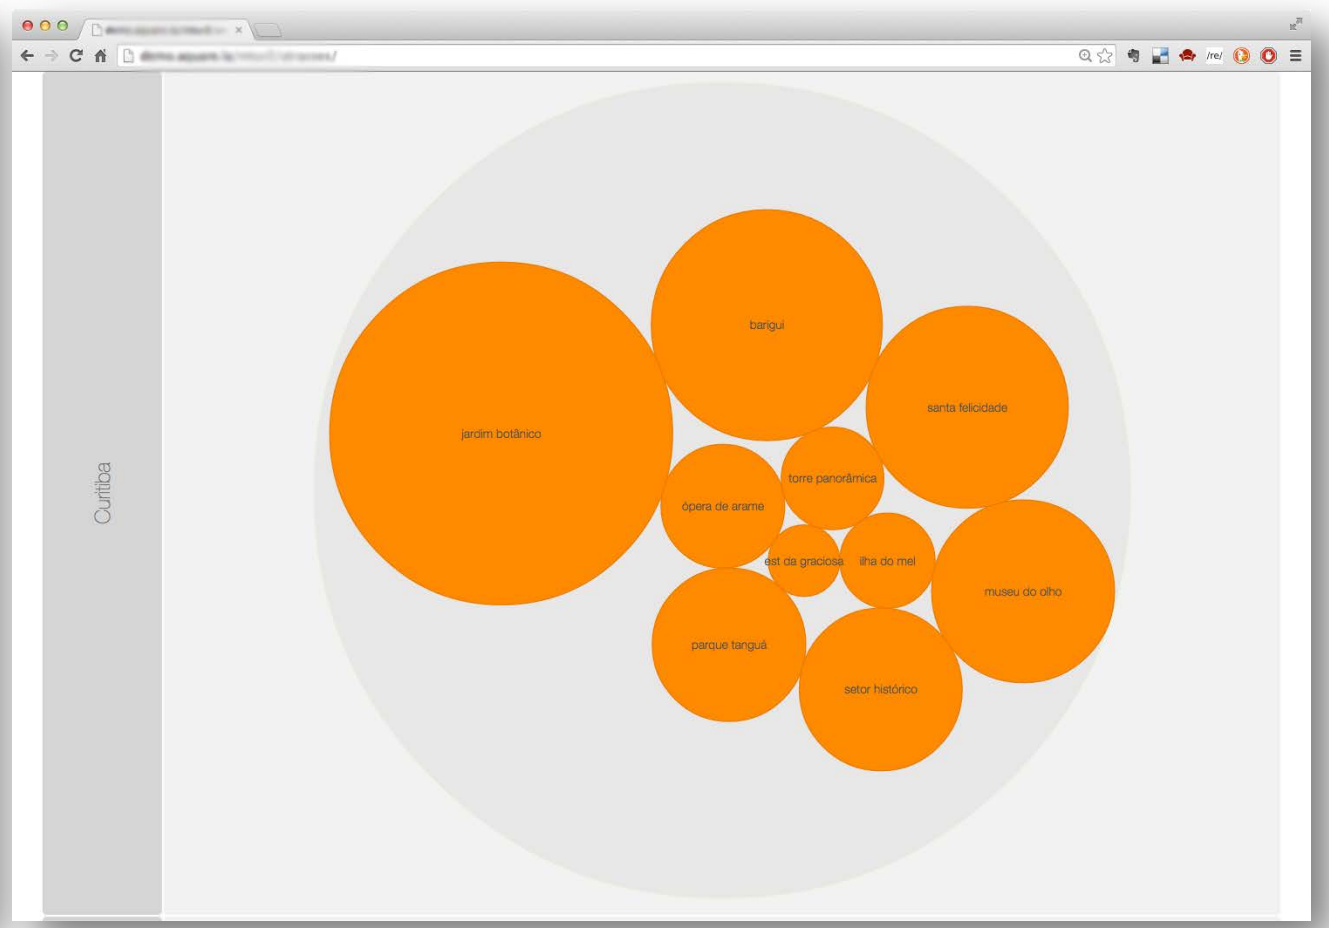 /re/
Curitiba
barigui
santa felicidade
jardim botânico
torre panorâmica
ópera de arame
est da graciosa
ilha do mel
museu do olho
parque tanguá
setor histórico